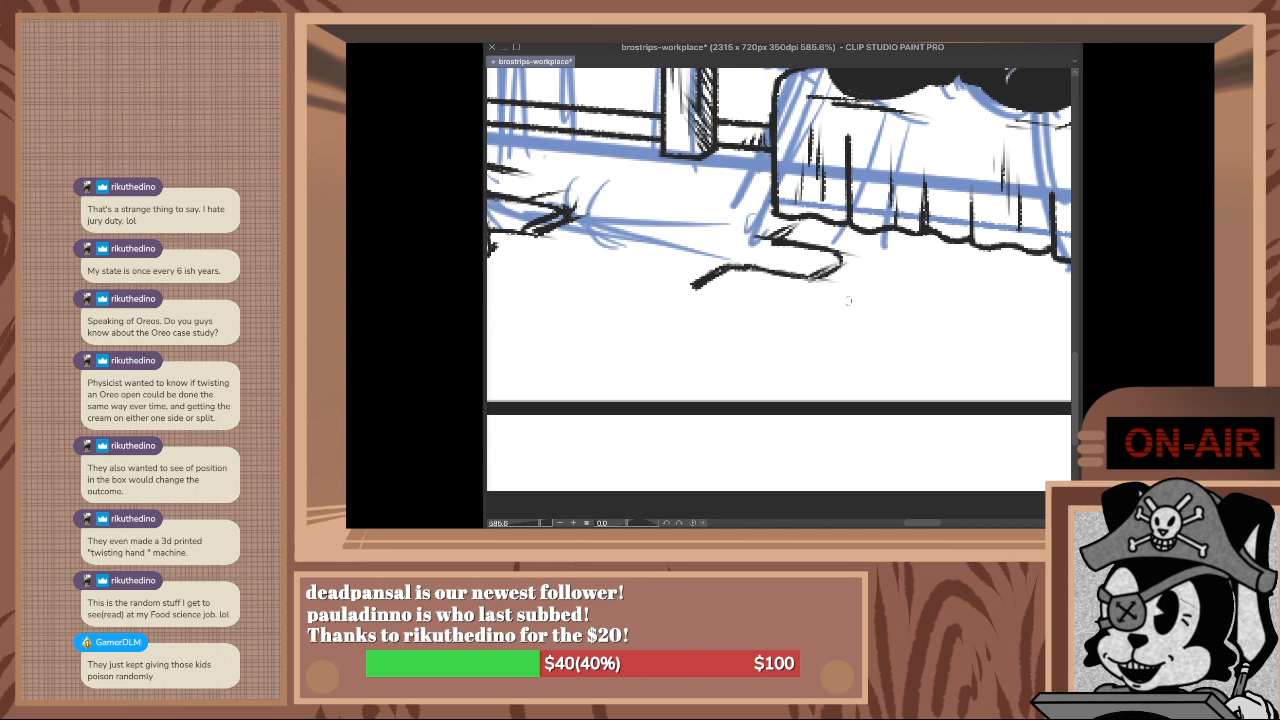 rikuthedino
That's a strange thing to say. I hate
jury duty. lol
rikuthedino
My state is once every 6 ish years.
rikuthedino
Speaking of Oreos. Do you guys
know about the Oreo case study?
rikuthedino
Physicist wanted to know if twisting
an Oreo open could be done the
same way ever time, and getting the
cream on either one side or split.
rikuthedino
They also wanted to see of position
in the box would change the
outcome.
rikuthedino
They even made a 3d printed
"twisting hand " machine.
rikuthedino
This is the random stuff I get to
see(read) at my Food science job. lol
GamerDLM
They just kept giving those kids
poison randomly
brostrips-workplace* (2315 x 720px 350dpi 585.6%) - CLIP STUDIO PAINT PRO
brostrips-workplace*
585.6
0.0
ON-AIR
deadpansal is our newest follower!
pauladinno is who last subbed!
Thanks to rikuthedino for the $20!
$40(40%) $100